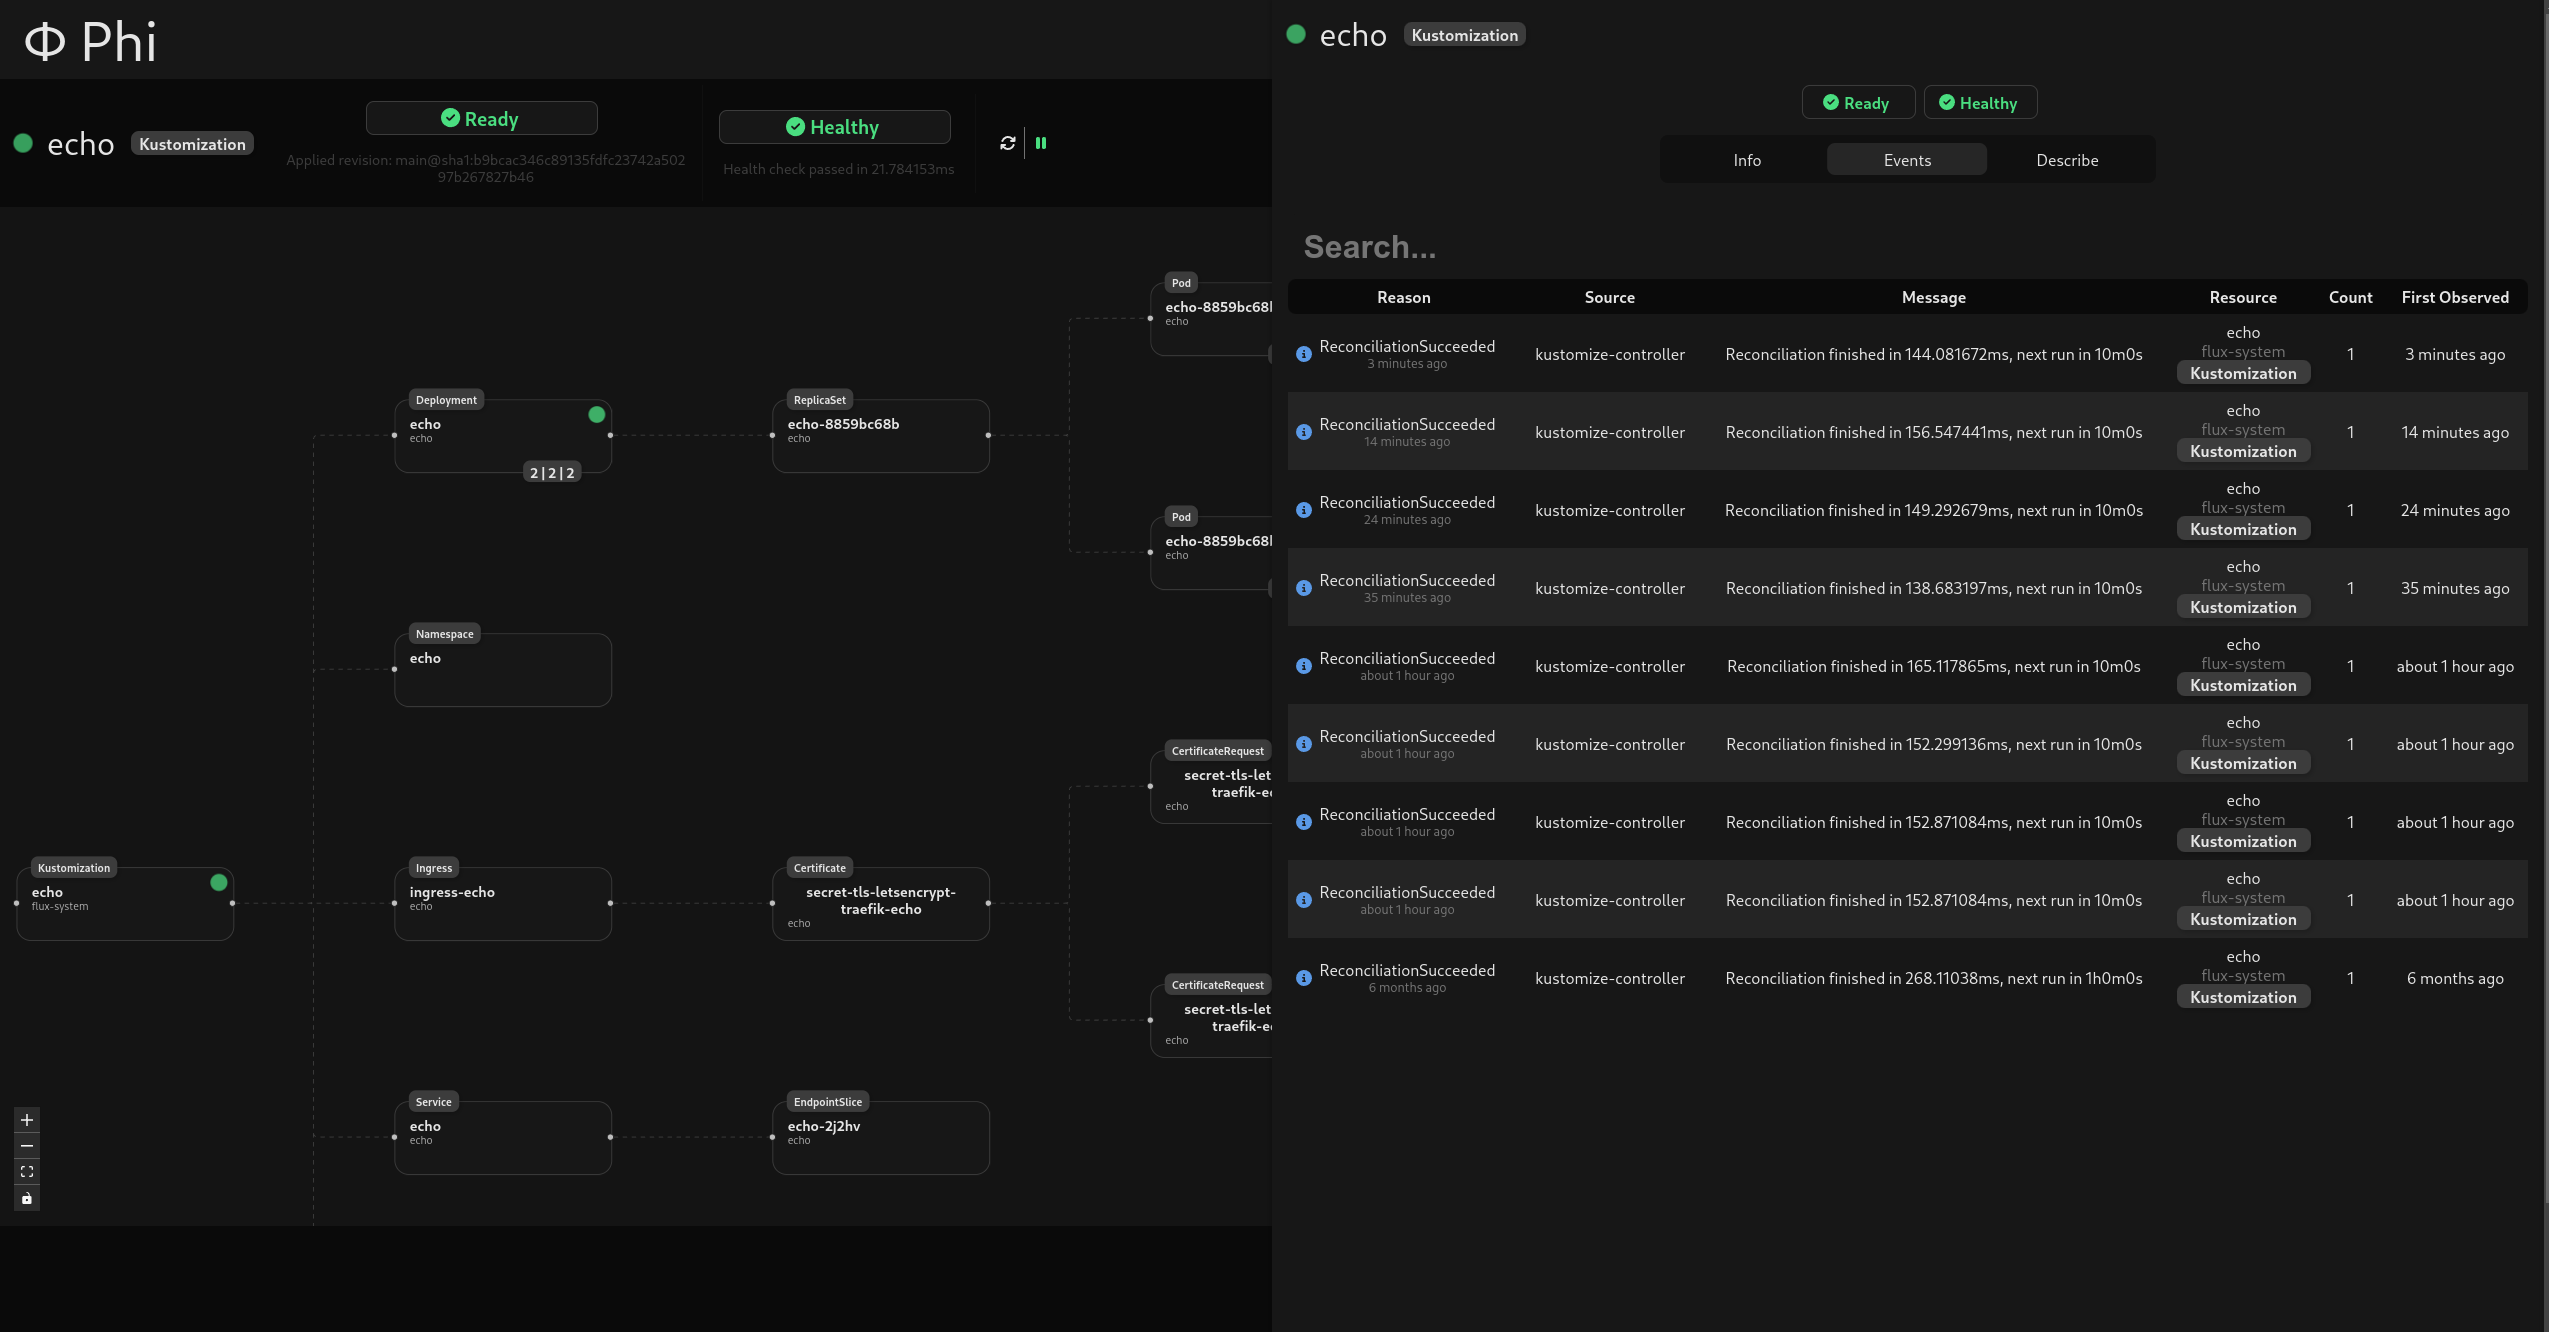 Φ Phi
echo Kustomization
Ready
Applied revision: main@sha1:b9bcac346c89135fdfc23742a502
97b267827b46
Healthy
Health check passed in 21.784153ms
Pod
echo-8859bc68
echo
Deployment
echo
echo
2 | 2 | 2
ReplicaSet
echo-8859bc68b
echo
Pod
echo-8859bc68
echo
Namespace
echo
CertificateRequest
secret-tls-let
traefik-e
echo
Kustomization
echo
flux-system
Ingress
ingress-echo
echo
Certificate
secret-tls-letsencrypt-
traefik-echo
echo
CertificateRequest
secret-tls-let
traefik-e
echo
Service
echo
echo
EndpointSlice
echo-2j2hv
echo
echo Kustomization
Ready Healthy
Info Events Describe
Search...
Reason Source Message Resource Count First Observed
ReconciliationSucceeded
3 minutes ago
kustomize-controller
Reconciliation finished in 144.081672ms, next run in 10m0s
echo
flux-system
Kustomization
1
3 minutes ago
ReconciliationSucceeded
14 minutes ago
kustomize-controller
Reconciliation finished in 156.547441ms, next run in 10m0s
echo
flux-system
Kustomization
1
14 minutes ago
ReconciliationSucceeded
24 minutes ago
kustomize-controller
Reconciliation finished in 149.292679ms, next run in 10m0s
echo
flux-system
Kustomization
1
24 minutes ago
ReconciliationSucceeded
35 minutes ago
kustomize-controller
Reconciliation finished in 138.683197ms, next run in 10m0s
echo
flux-system
Kustomization
1
35 minutes ago
ReconciliationSucceeded
about 1 hour ago
kustomize-controller
Reconciliation finished in 165.117865ms, next run in 10m0s
echo
flux-system
Kustomization
1
about 1 hour ago
ReconciliationSucceeded
about 1 hour ago
kustomize-controller
Reconciliation finished in 152.299136ms, next run in 10m0s
echo
flux-system
Kustomization
1
about 1 hour ago
ReconciliationSucceeded
about 1 hour ago
kustomize-controller
Reconciliation finished in 152.871084ms, next run in 10m0s
echo
flux-system
Kustomization
1
about 1 hour ago
ReconciliationSucceeded
about 1 hour ago
kustomize-controller
Reconciliation finished in 152.871084ms, next run in 10m0s
echo
flux-system
Kustomization
1
about 1 hour ago
ReconciliationSucceeded
6 months ago
kustomize-controller
Reconciliation finished in 268.11038ms, next run in 1h0m0s
echo
flux-system
Kustomization
1
6 months ago